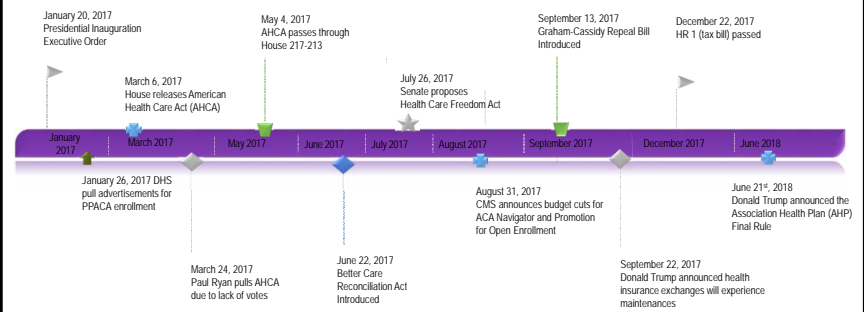 January 20, 2017
Presidential Inauguration
Executive Order
March 6, 2017
House releases American
Health Care Act (AHCA)
May 4, 2017
AHCA passes through
House 217-213
July 26, 2017
Senate proposes
Health Care Freedom Act
September 13, 2017
Graham-Cassidy Repeal Bill
Introduced
December 22, 2017
HR 1 (tax bill) passed
January
2017
March 2017
May 2017
June 2017
July 2017
August 2017
September 2017
December 2017
June 2018
January 26, 2017 DHS
pull advertisements for
PPACA enrollment
March 24, 2017
Paul Ryan pulls AHCA
due to lack of votes
June 22, 2017
Better Care
Reconciliation Act
Introduced
August 31, 2017
CMS announces budget cuts for
ACA Navigator and Promotion
for Open Enrollment
September 22, 2017
Donald Trump announced health
insurance exchanges will experience
maintenances
June 21st, 2018
Donald Trump announced the
Association Health Plan (AHP)
Final Rule